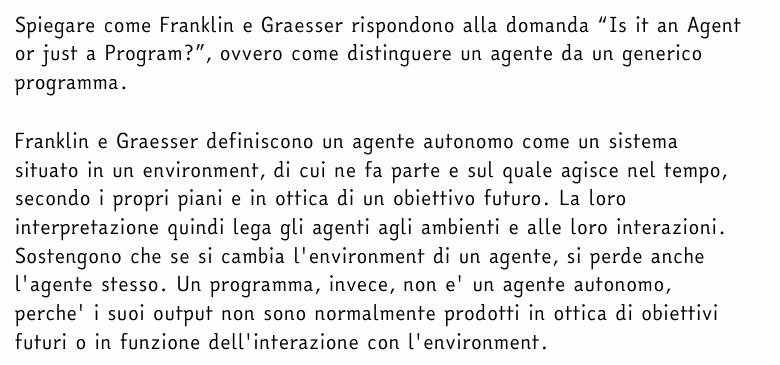 Spiegare come Franklin e Graesser rispondono alla domanda “Is it an Agent
or just a Program?”, ovvero come distinguere un agente da un generico
programma.
Franklin e Graesser definiscono un agente autonomo come un sistema
situato in un environment, di cui ne fa parte e sul quale agisce nel tempo,
secondo i propri piani e in ottica di un obiettivo futuro. La loro
interpretazione quindi lega gli agenti agli ambienti e alle loro interazioni.
Sostengono che se si cambia l'environment di un agente, si perde anche
l'agente stesso. Un programma, invece, non e' un agente autonomo,
perche' i suoi output non sono normalmente prodotti in ottica di obiettivi
futuri o in funzione dell'interazione con l'environment.